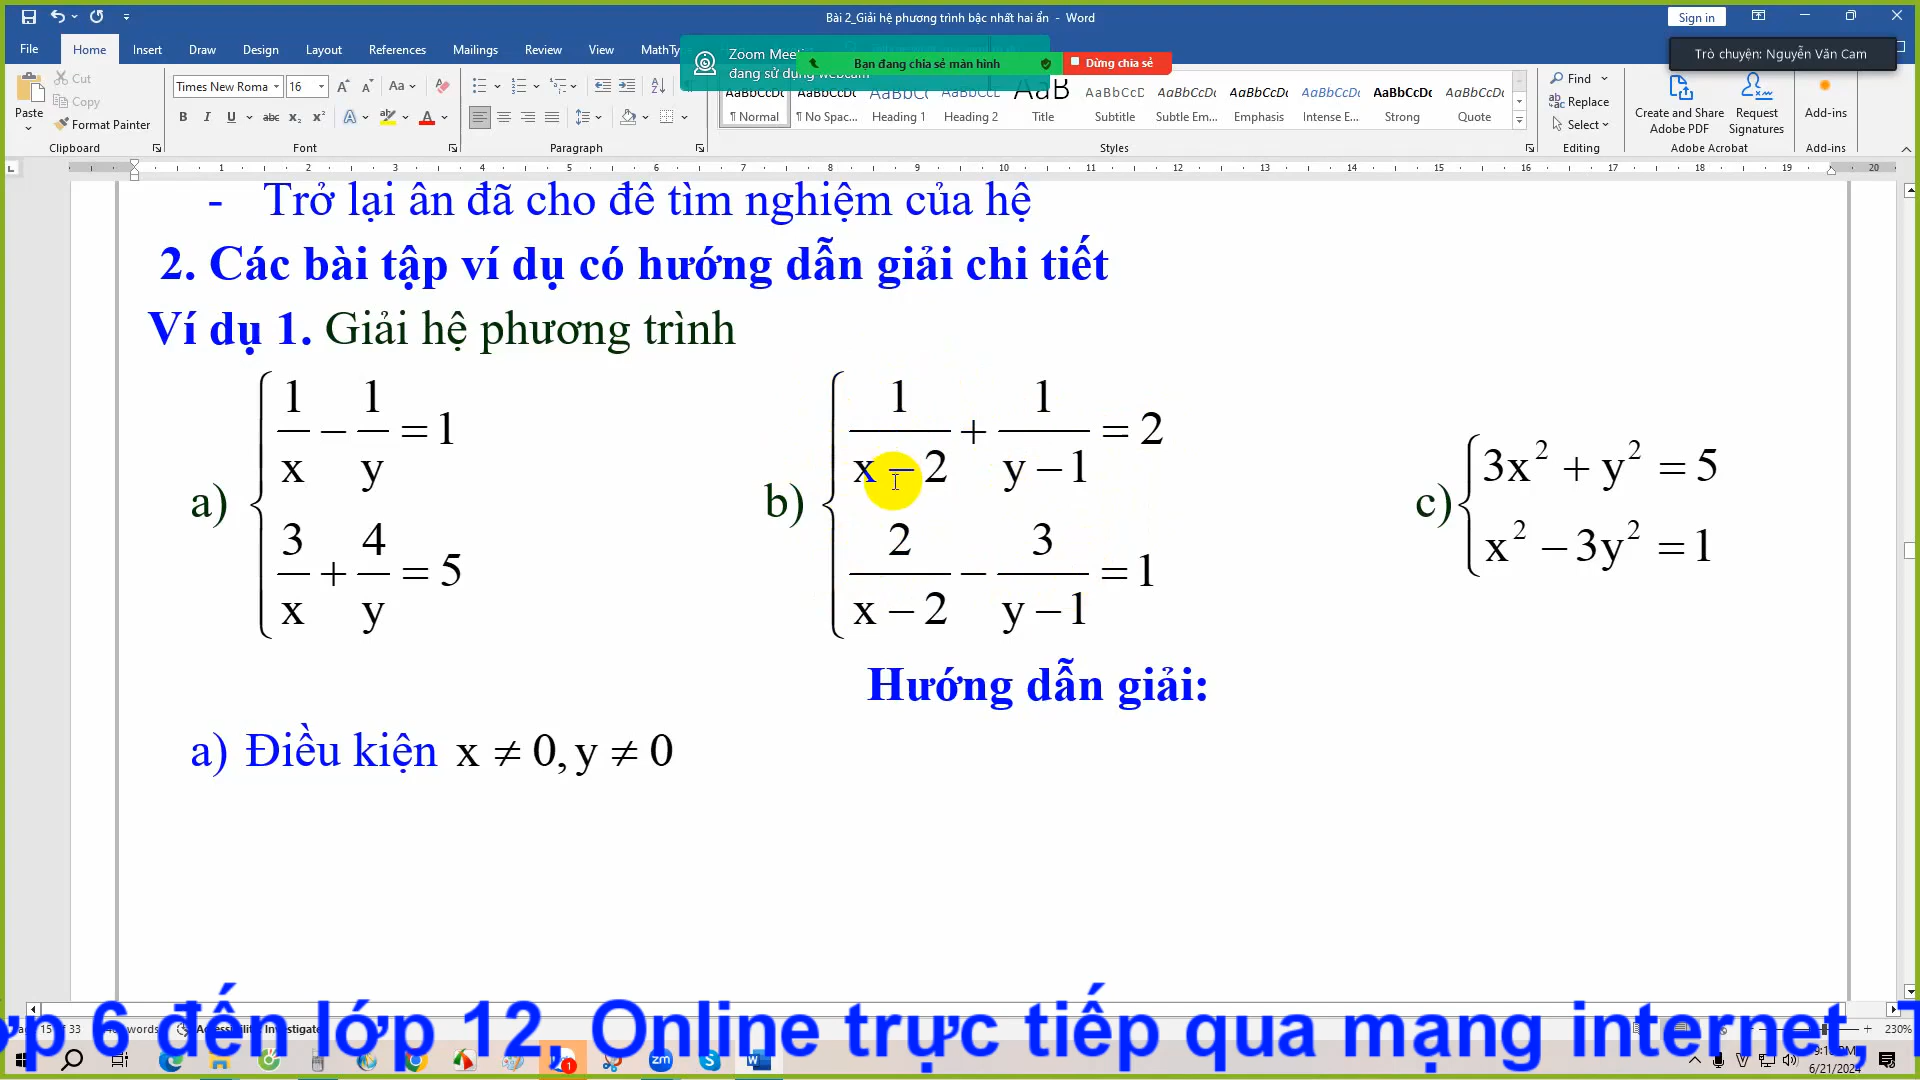 Bài 2_Giải hệ phương trình bậc nhất hai ẩn - Word
Sign in
File Home Insert Draw Design Layout References Mailings Review View
Zoom
đang sử dụng webcam
Bạn đang chia sẻ màn hình
Dừng chia sẻ
Trò chuyện: Nguyễn Văn Cam
Paste
Cut
Copy
Format Painter
Clipboard
Times New Roma 16
Font
Paragraph
¶ Normal ¶ No Spac... Heading 1 Heading 2 Title Subtitle Subtle Em... Emphasis Intense E... Strong Quote
Styles
Find
Replace
Select
Editing
Create and Share Adobe PDF
Request Signatures
Adobe Acrobat
Add-ins
Add-ins
- Trở lại ẩn đã cho để tìm nghiệm của hệ
2. Các bài tập ví dụ có hướng dẫn giải chi tiết
Ví dụ 1. Giải hệ phương trình
a) { 1/x − 1/y = 1
3/x + 4/y = 5
b) { 1/(x − 2) + 1/(y − 1) = 2
2/(x − 2) − 3/(y − 1) = 1
c) { 3x² + y² = 5
x² − 3y² = 1
Hướng dẫn giải:
a) Điều kiện x ≠ 0, y ≠ 0
6 đến lớp 12, Online trực tiếp qua mạng internet,
230%
6/21/202